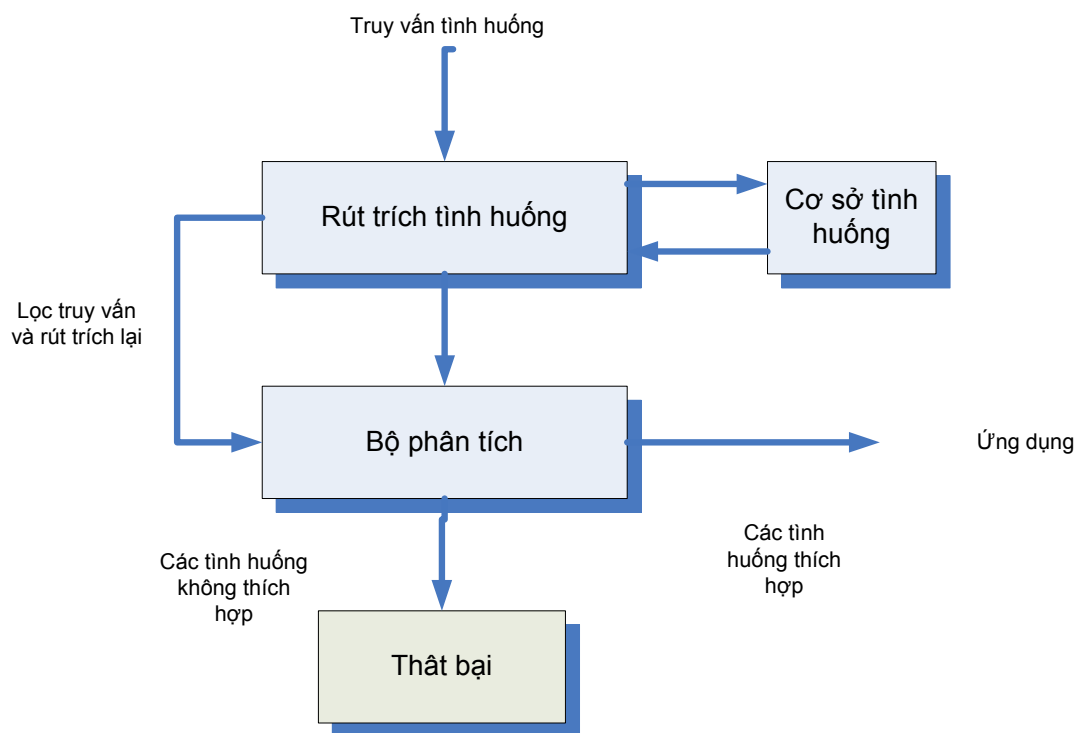 Truy vấn tình huống
Rút trích tình huống
Cơ sở tình
huống
Lọc truy vấn
và rút trích lại
Bộ phân tích
Ứng dụng
Các tình huống
không thích
hợp
Các tình
huống thích
hợp
Thât bại